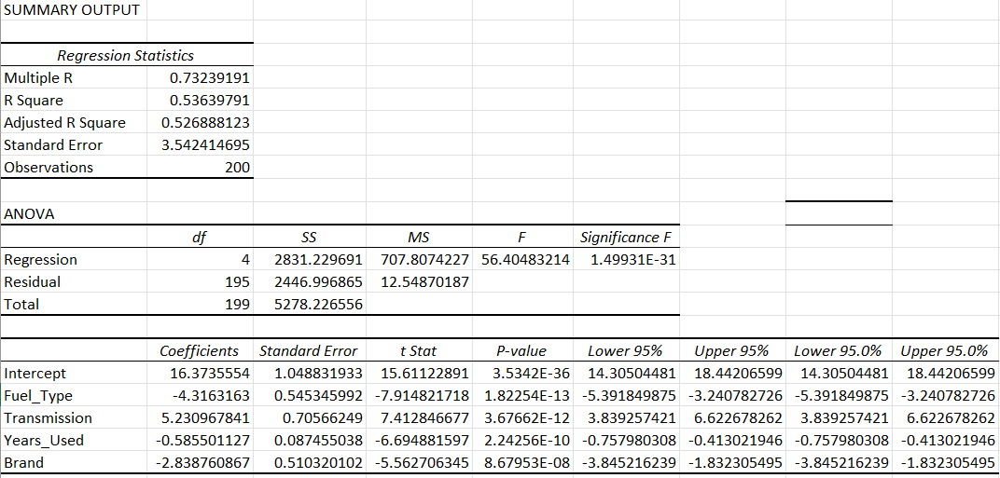 SUMMARY OUTPUT
Regression Statistics
Multiple R 0.73239191
R Square 0.53639791
Adjusted R Square 0.526888123
Standard Error 3.542414695
Observations 200
ANOVA
df SS MS F Significance F
Regression 4 2831.229691 707.8074227 56.40483214 1.49931E-31
Residual 195 2446.996865 12.54870187
Total 199 5278.226556
Coefficients Standard Error t Stat P-value Lower 95% Upper 95% Lower 95.0% Upper 95.0%
Intercept 16.3735554 1.048831933 15.61122891 3.5342E-36 14.30504481 18.44206599 14.30504481 18.44206599
Fuel_Type -4.3163163 0.545345992 -7.914821718 1.82254E-13 -5.391849875 -3.240782726 -5.391849875 -3.240782726
Transmission 5.230967841 0.70566249 7.412846677 3.67662E-12 3.839257421 6.622678262 3.839257421 6.622678262
Years_Used -0.585501127 0.087455038 -6.694881597 2.24256E-10 -0.757980308 -0.413021946 -0.757980308 -0.413021946
Brand -2.838760867 0.510320102 -5.562706345 8.67953E-08 -3.845216239 -1.832305495 -3.845216239 -1.832305495